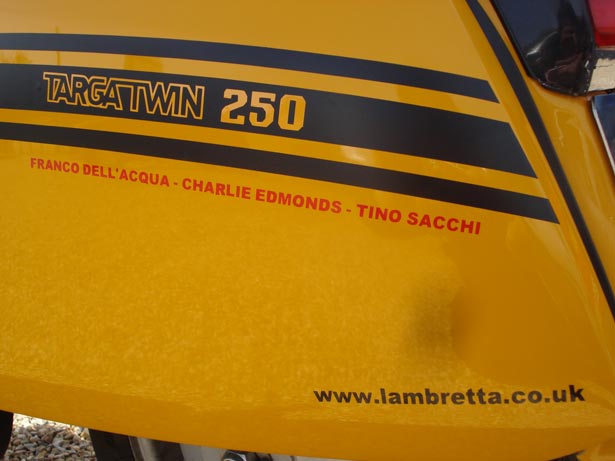 TARGATWIN 250
FRANCO DELL'ACQUA - CHARLIE EDMONDS - TINO SACCHI
www.lambretta.co.uk